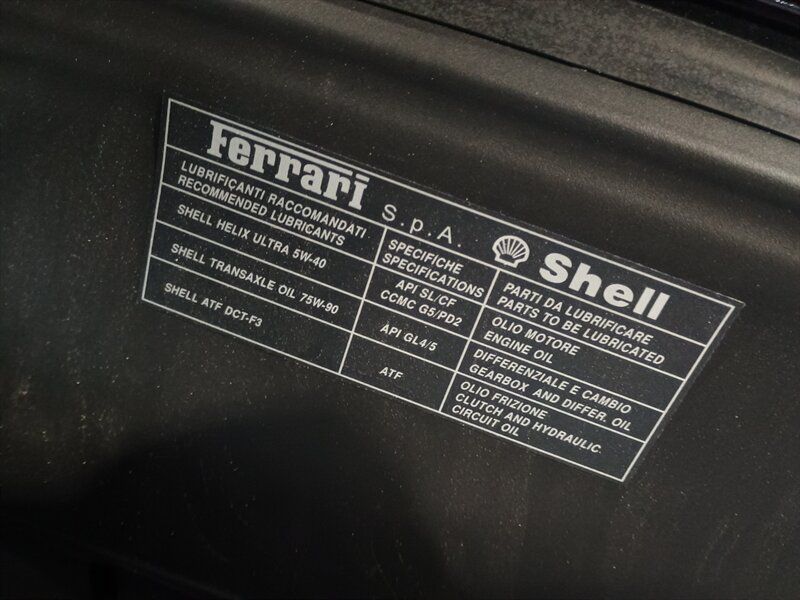 Ferrari S.p.A. Shell
LUBRIFICANTI RACCOMANDATI
RECOMMENDED LUBRICANTS
SPECIFICHE
SPECIFICATIONS
PARTI DA LUBRIFICARE
PARTS TO BE LUBRICATED
SHELL HELIX ULTRA 5W-40
API SL/CF
CCMC G5/PD2
OLIO MOTORE
ENGINE OIL
SHELL TRANSAXLE OIL 75W-90
API GL4/5
DIFFERENZIALE E CAMBIO
GEARBOX AND DIFFER. OIL
SHELL ATF DCT-F3
ATF
OLIO FRIZIONE
CLUTCH AND HYDRAULIC.
CIRCUIT OIL